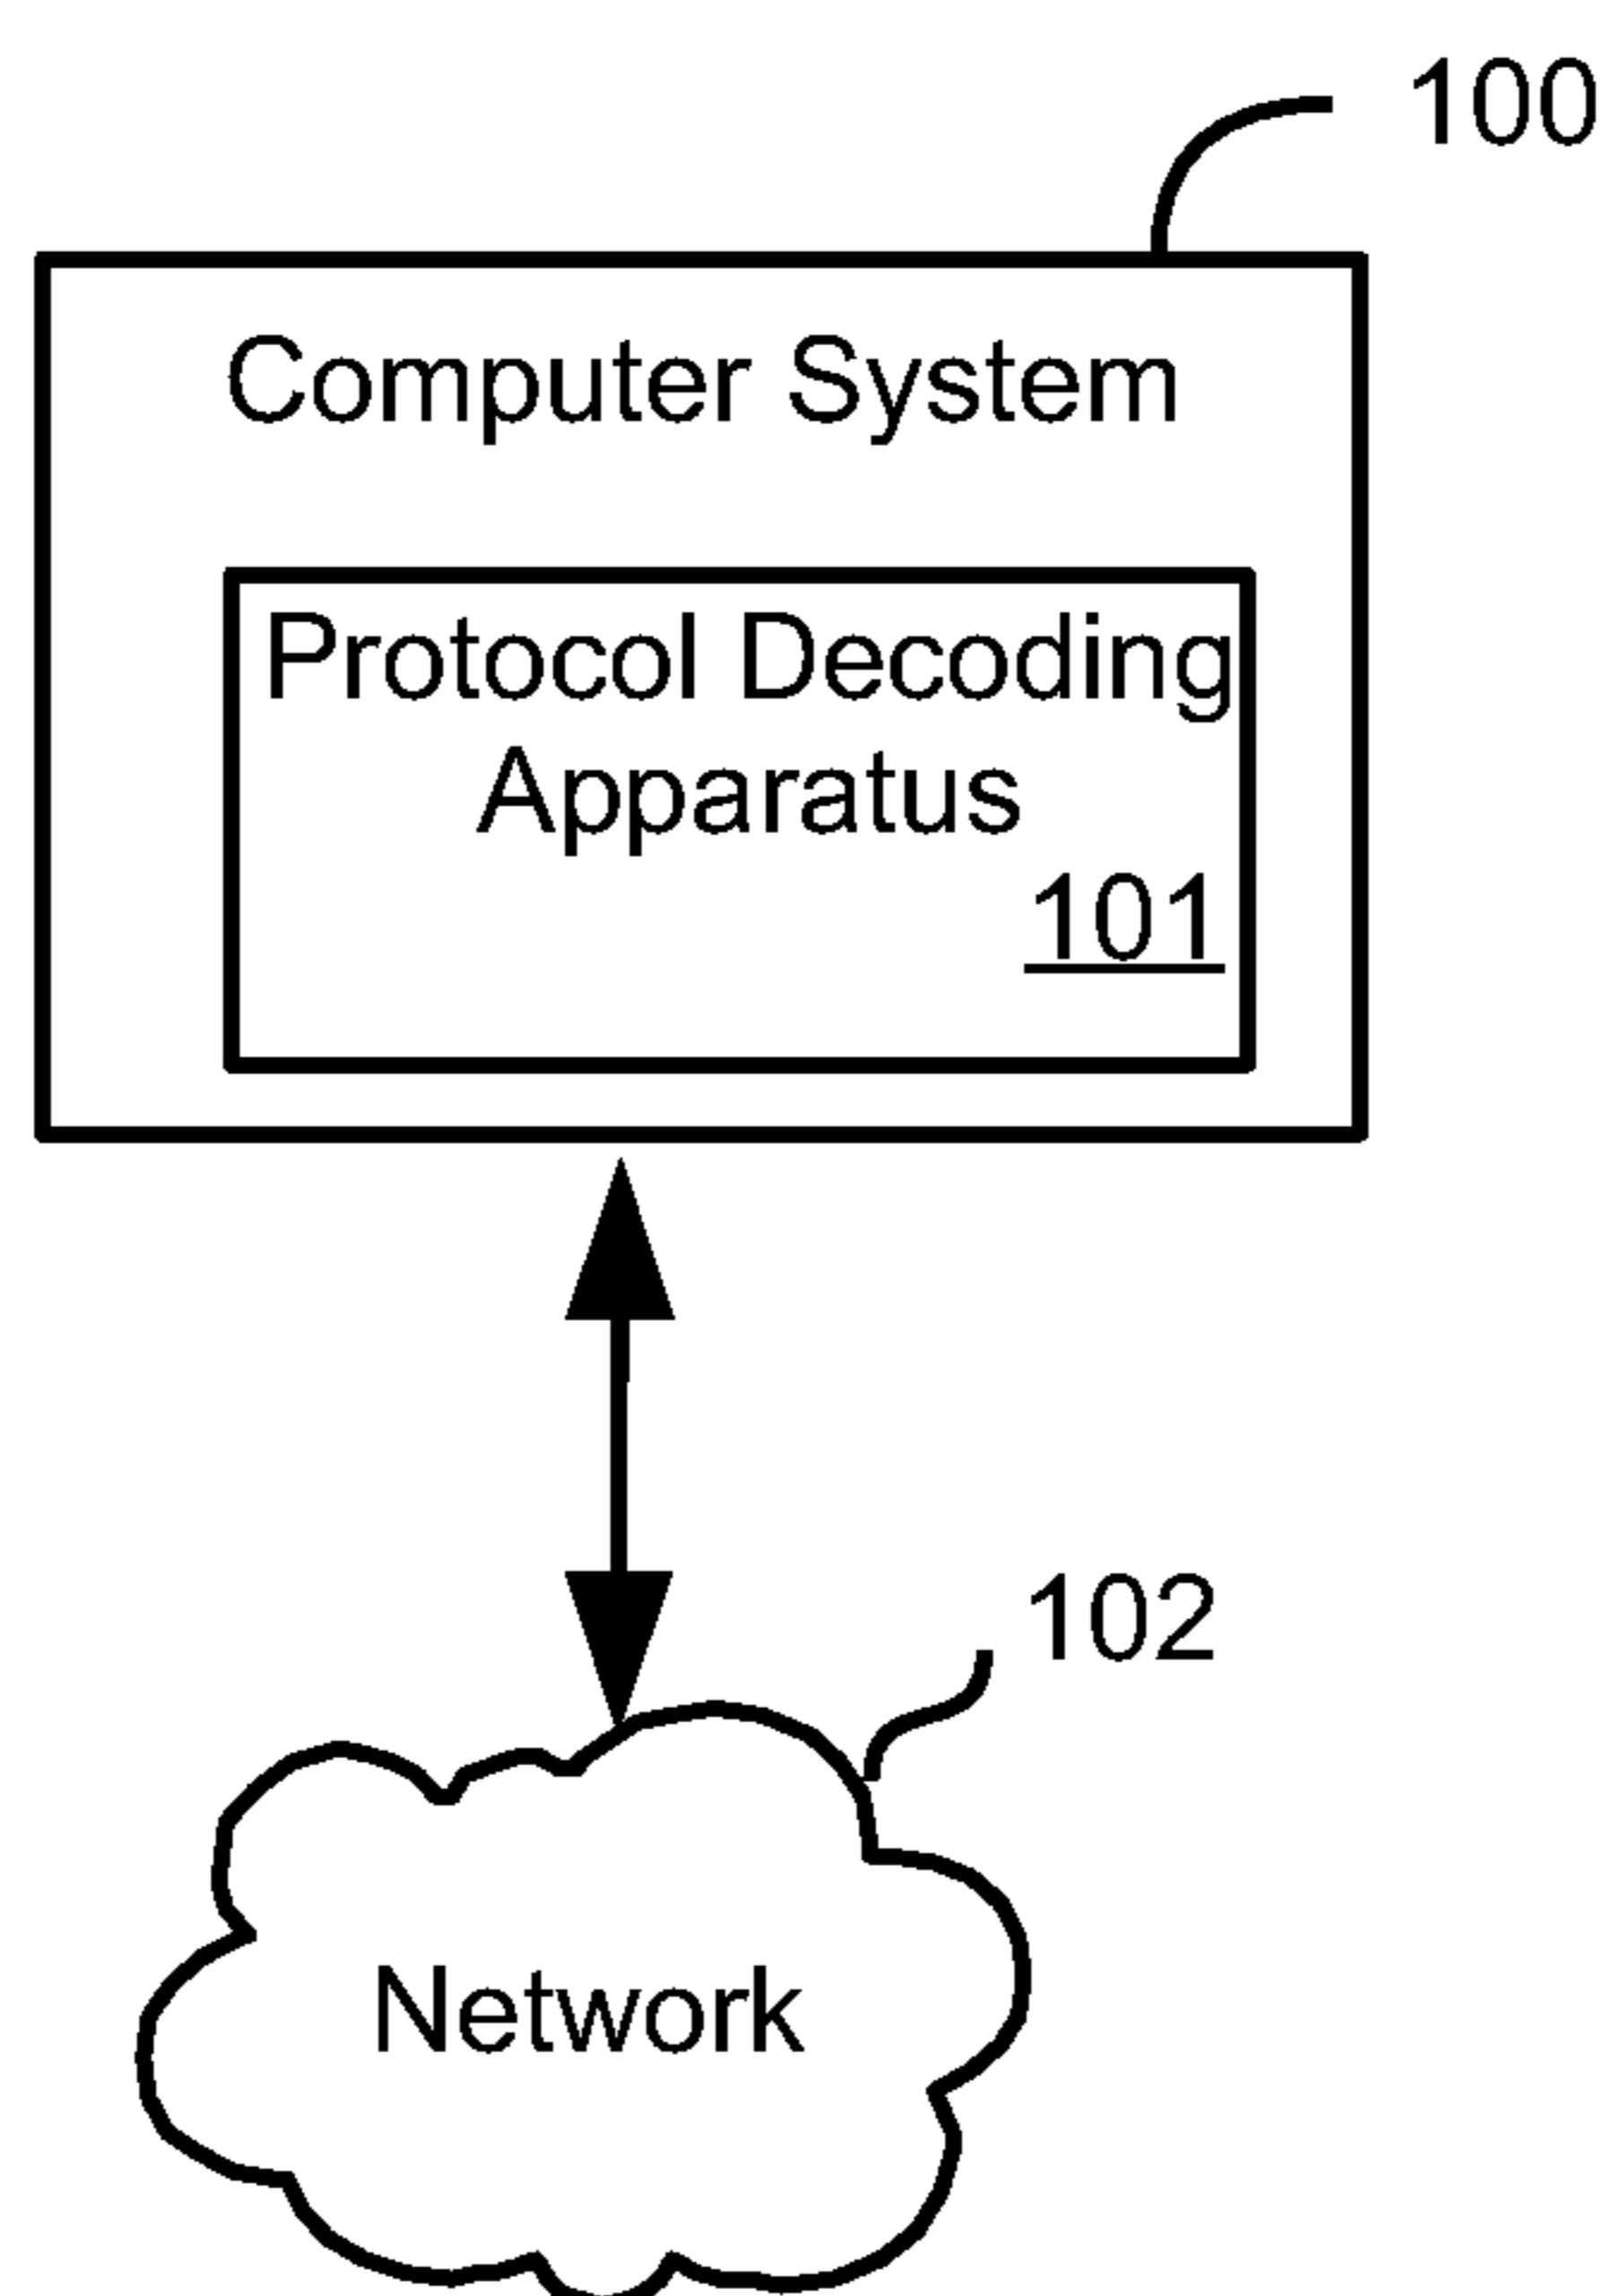 100
Computer System
Protocol Decoding
Apparatus
101
102
Network